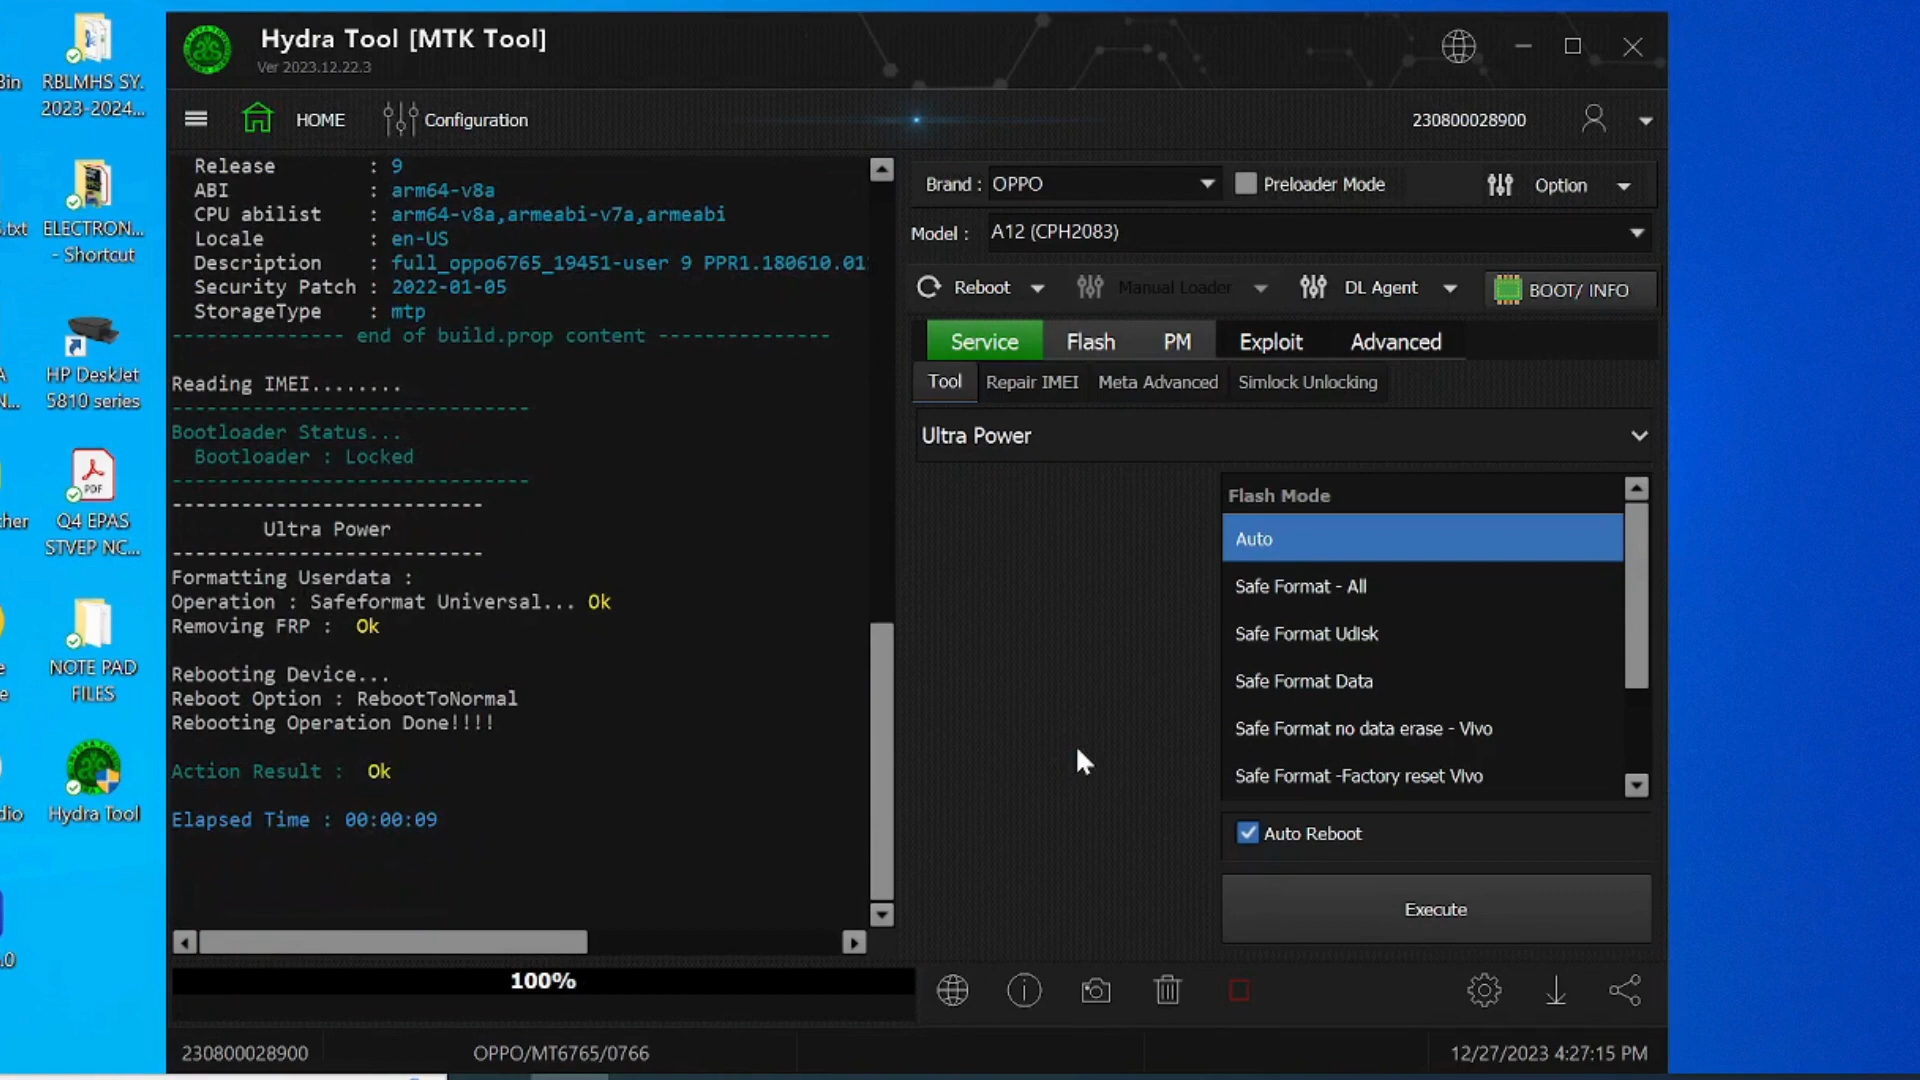 Hydra Tool [MTK Tool]
Ver 2023.12.22.3
HOME
Configuration
230800028900
Release : 9
ABI : arm64-v8a
CPU abilist : arm64-v8a,armeabi-v7a,armeabi
Locale : en-US
Description : full_oppo6765_19451-user 9 PPR1.180610.01
Security Patch : 2022-01-05
StorageType : mtp
--------------- end of build.prop content ---------------
Reading IMEI........
-------------------------------
Bootloader Status...
Bootloader : Locked
-------------------------------
---------------------------
Ultra Power
---------------------------
Formatting Userdata :
Operation : Safeformat Universal... Ok
Removing FRP : Ok
Rebooting Device...
Reboot Option : RebootToNormal
Rebooting Operation Done!!!!
Action Result : Ok
Elapsed Time : 00:00:09
100%
Brand : OPPO
Preloader Mode
Option
Model : A12 (CPH2083)
Reboot
Manual Loader
DL Agent
BOOT/ INFO
Service
Flash
PM
Exploit
Advanced
Tool
Repair IMEI
Meta Advanced
Simlock Unlocking
Ultra Power
Flash Mode
Auto
Safe Format - All
Safe Format Udisk
Safe Format Data
Safe Format no data erase - Vivo
Safe Format -Factory reset Vivo
Auto Reboot
Execute
230800028900
OPPO/MT6765/0766
12/27/2023 4:27:15 PM
Bin
RBLMHS SY.
2023-2024...
.txt
ELECTRON...
- Shortcut
A
N...
HP DeskJet
5810 series
PDF
her
Q4 EPAS
STVEP NC...
e
e
NOTE PAD
FILES
dio
Hydra Tool
.0